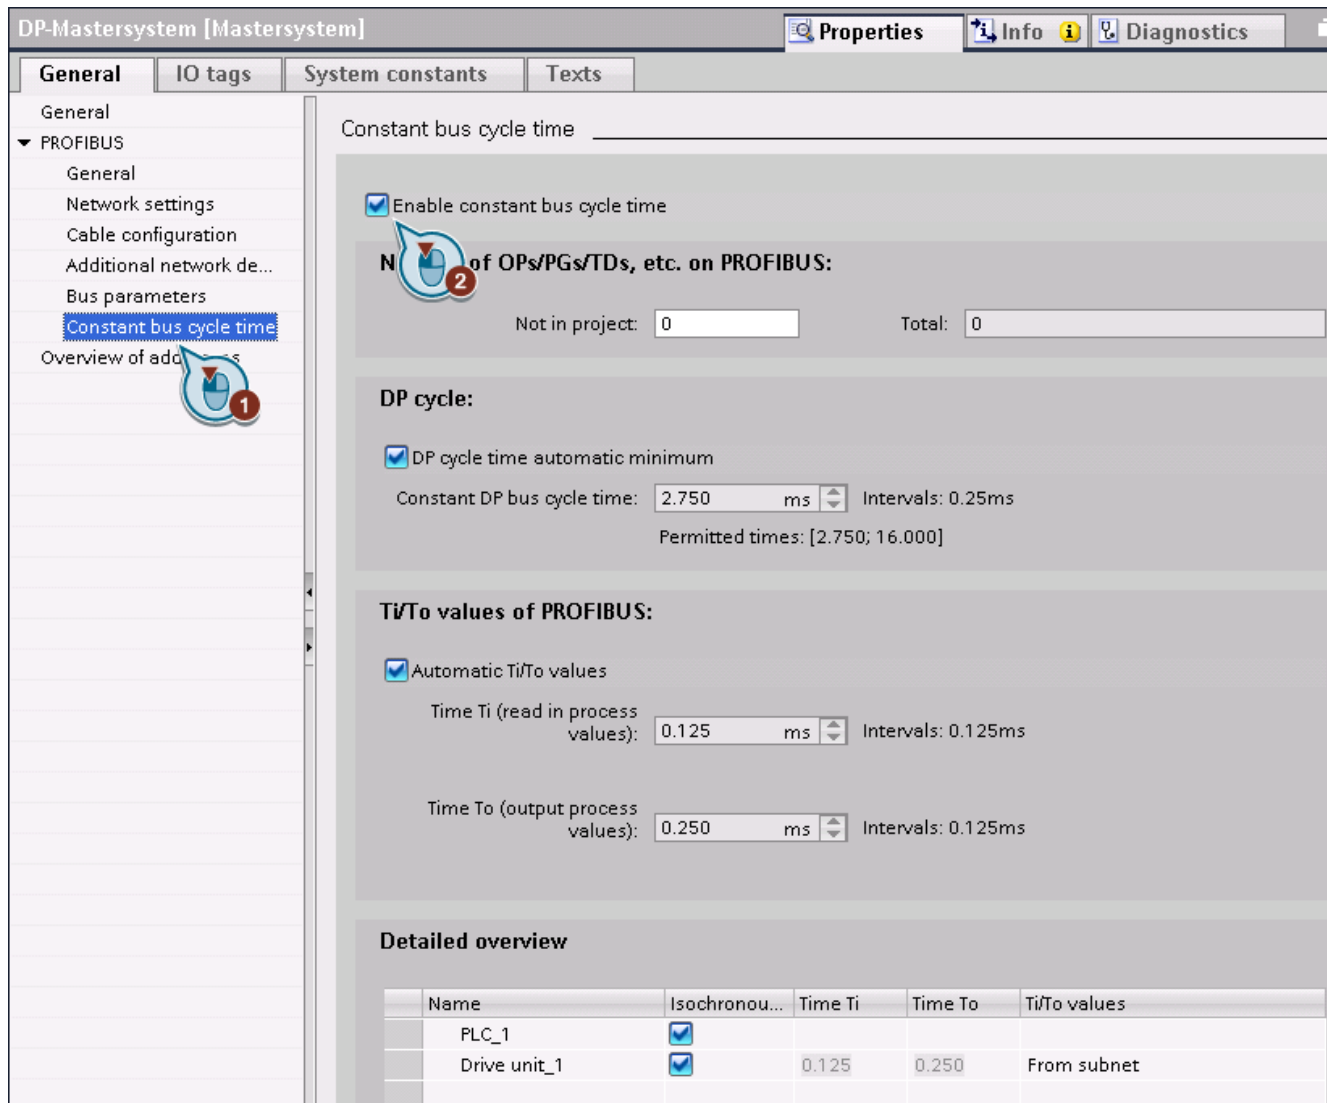 DP-Mastersystem [Mastersystem]
Properties
Info
Diagnostics
General
IO tags
System constants
Texts
General
PROFIBUS
General
Network settings
Cable configuration
Additional network de...
Bus parameters
Constant bus cycle time
Overview of
1
Constant bus cycle time
Enable constant bus cycle time
2
of OPs/PGs/TDs, etc. on PROFIBUS:
Not in project: 0 Total: 0
DP cycle:
DP cycle time automatic minimum
Constant DP bus cycle time: 2.750 ms Intervals: 0.25ms
Permitted times: [2.750; 16.000]
Ti/To values of PROFIBUS:
Automatic Ti/To values
Time Ti (read in process
values): 0.125 ms Intervals: 0.125ms
Time To (output process
values): 0.250 ms Intervals: 0.125ms
Detailed overview
Name Isochronou... Time Ti Time To Ti/To values
PLC_1
Drive unit_1 0.125 0.250 From subnet